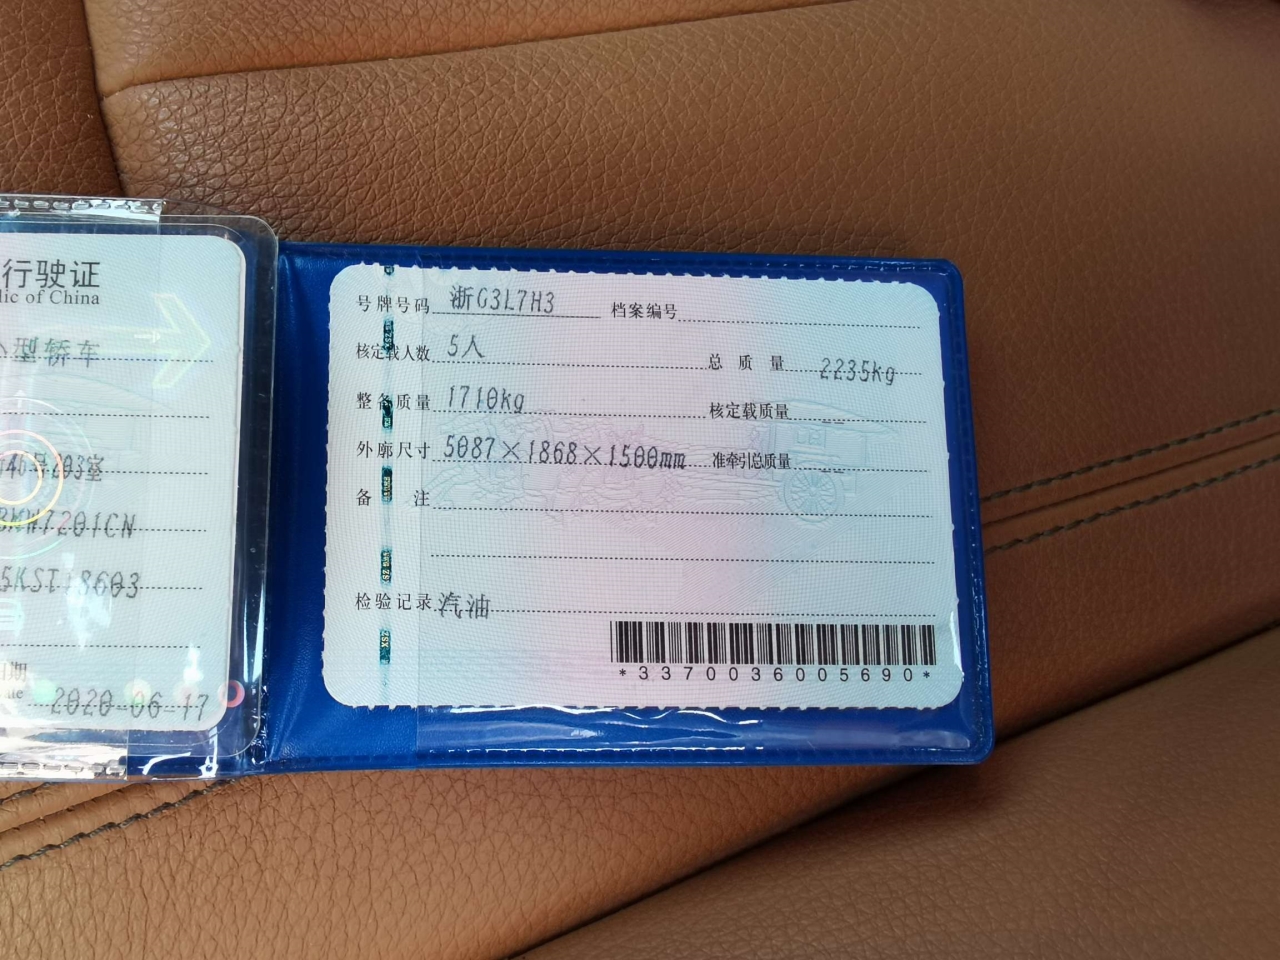 行驶证
lic of China
型轿车
号203室
W7201CN
5KST18603
日期
2020-06-17
号牌号码 浙G3L7H3 档案编号
核定载人数 5人 总质量 2235kg
整备质量 1710kg 核定载质量 --
外廓尺寸 5087×1868×1500mm 准牵引总质量 --
备注
检验记录 汽油
*3370036005690*